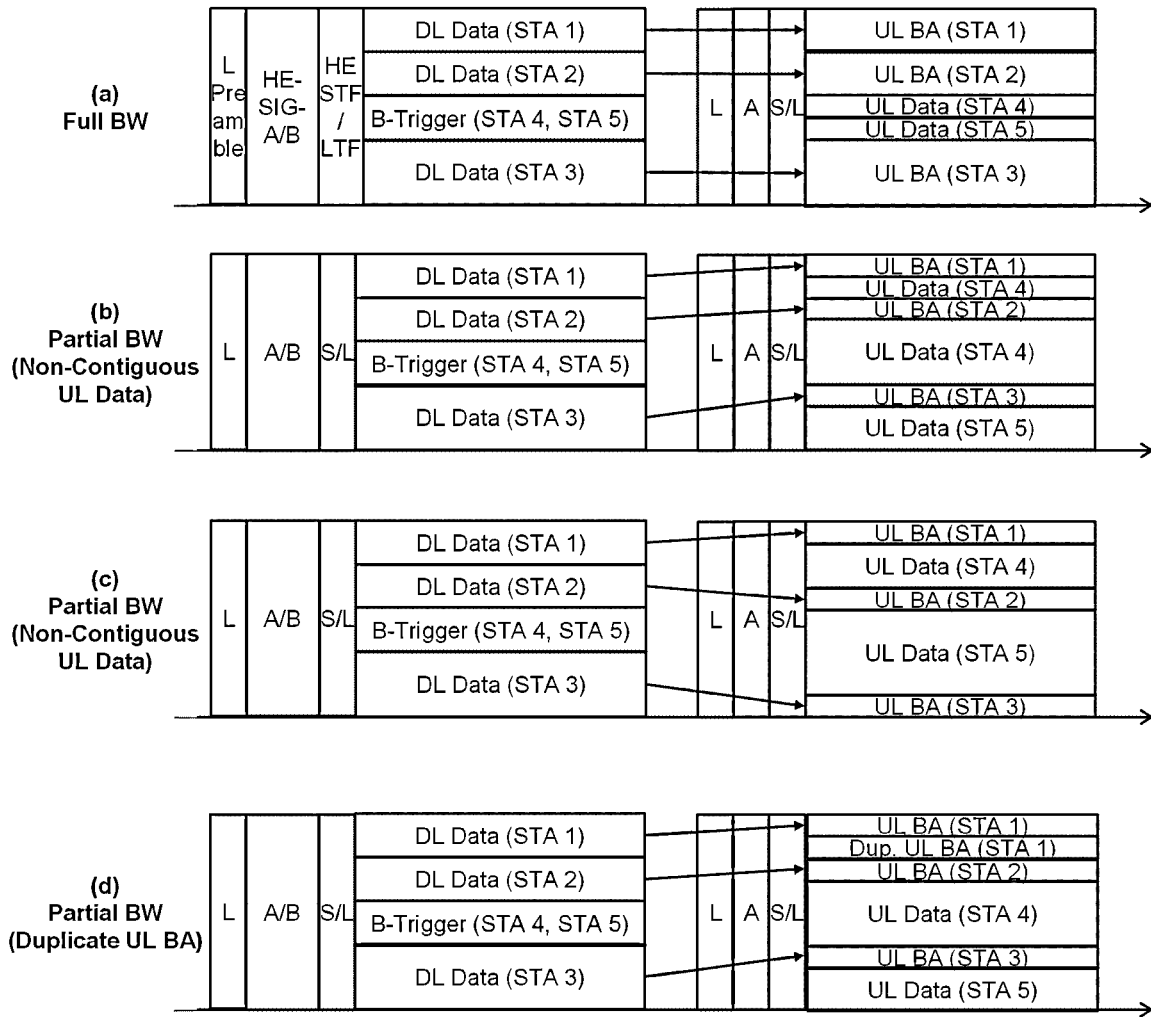 (a)
Full BW
L
Pre
am
ble
HE-
SIG-
A/B
HE
STF
/
LTF
DL Data (STA 1)
DL Data (STA 2)
B-Trigger (STA 4, STA 5)
DL Data (STA 3)
L
A
S/L
UL BA (STA 1)
UL BA (STA 2)
UL Data (STA 4)
UL Data (STA 5)
UL BA (STA 3)
(b)
Partial BW
(Non-Contiguous
UL Data)
L
A/B
S/L
DL Data (STA 1)
DL Data (STA 2)
B-Trigger (STA 4, STA 5)
DL Data (STA 3)
L
A
S/L
UL BA (STA 1)
UL Data (STA 4)
UL BA (STA 2)
UL Data (STA 4)
UL BA (STA 3)
UL Data (STA 5)
(c)
Partial BW
(Non-Contiguous
UL Data)
L
A/B
S/L
DL Data (STA 1)
DL Data (STA 2)
B-Trigger (STA 4, STA 5)
DL Data (STA 3)
L
A
S/L
UL BA (STA 1)
UL Data (STA 4)
UL BA (STA 2)
UL Data (STA 5)
UL BA (STA 3)
(d)
Partial BW
(Duplicate UL BA)
L
A/B
S/L
DL Data (STA 1)
DL Data (STA 2)
B-Trigger (STA 4, STA 5)
DL Data (STA 3)
L
A
S/L
UL BA (STA 1)
Dup. UL BA (STA 1)
UL BA (STA 2)
UL Data (STA 4)
UL BA (STA 3)
UL Data (STA 5)